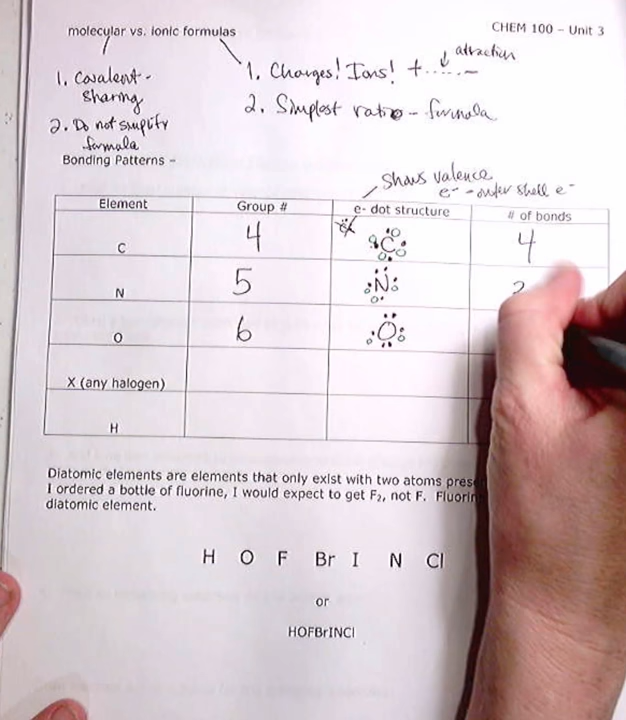 molecular vs. ionic formulas
CHEM 100 - Unit 3
attraction
1. Covalent -
sharing
2. Do not simplify
formula
1. Charges! Ions! +......-
2. Simplest ratio - formula
Bonding Patterns -
shows valence
e- - outer shell e-
Element Group # e- dot structure # of bonds
C 4 C 4
N 5 N
O 6 O
X (any halogen)
H
Diatomic elements are elements that only exist with two atoms
I ordered a bottle of fluorine, I would expect to get F₂, not F.
diatomic element.
H O F Br I N Cl
or
HOFBrINCl